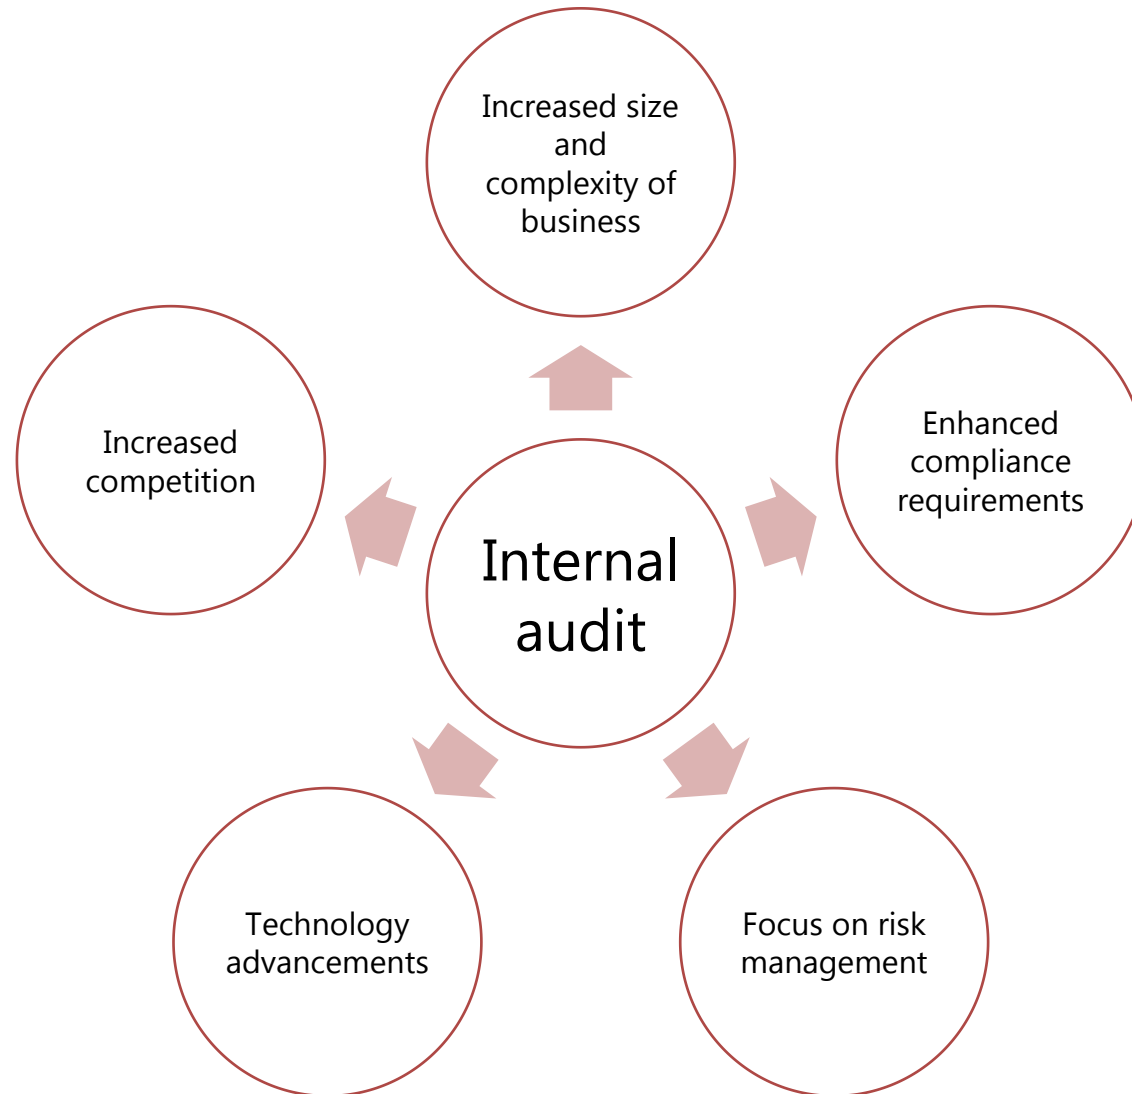 Increased size
and
complexity of
business
Enhanced
compliance
requirements
Increased
competition
Internal
audit
Technology
advancements
Focus on risk
management